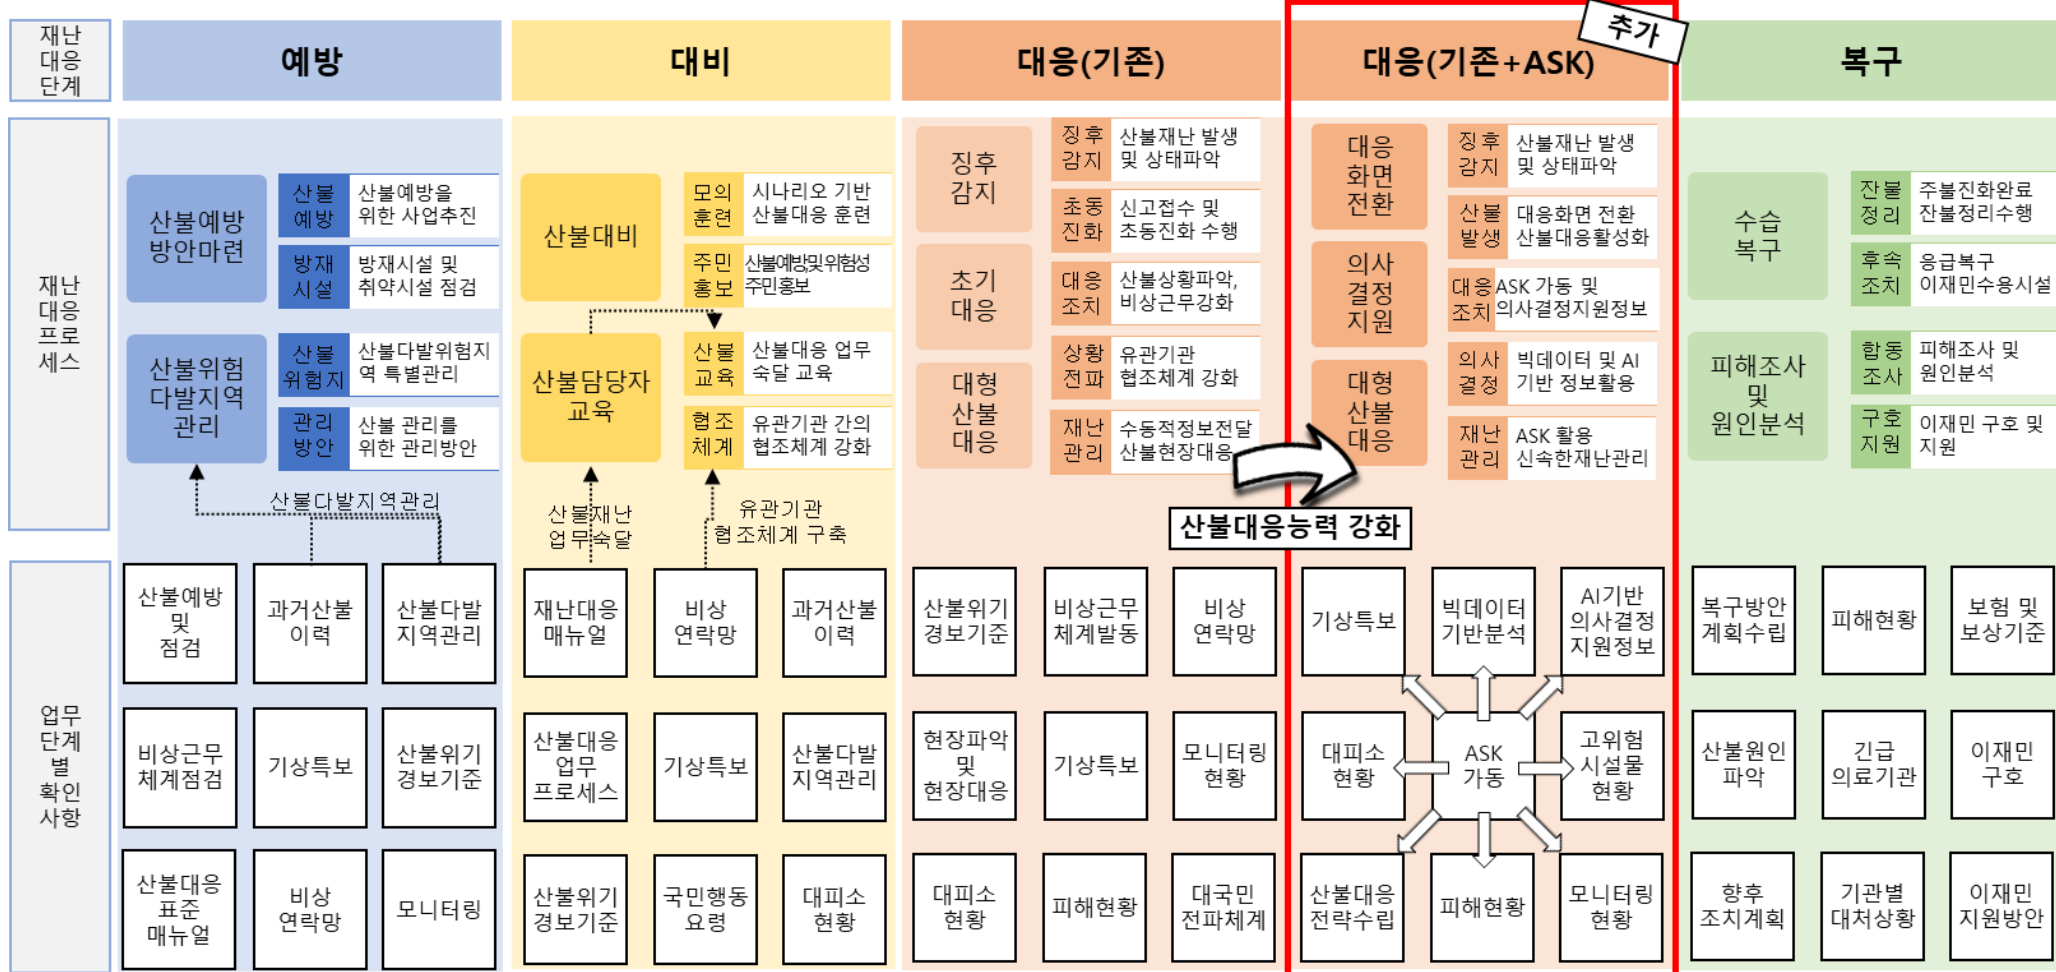 재난
대응
단계
예방
대비
대응(기존)
대응(기존+ASK)
추가
복구
재난
대응
프로
세스
산불예방
방안마련
산불
예방
산불예방을
위한 사업추진
방재
시설
방재시설 및
취약시설 점검
산불위험
다발지역
관리
산불
위험지
산불다발위험지
역 특별관리
관리
방안
산불 관리를
위한 관리방안
산불다발지역관리
산불대비
모의
훈련
시나리오 기반
산불대응 훈련
주민
홍보
산불예방및위험성
주민홍보
산불담당자
교육
산불
교육
산불대응 업무
숙달 교육
협조
체계
유관기관 간의
협조체계 강화
산불재난
업무숙달
유관기관
협조체계 구축
징후
감지
징후
감지
산불재난 발생
및 상태파악
초동
진화
신고접수 및
초동진화 수행
초기
대응
대응
조치
산불상황파악,
비상근무강화
상황
전파
유관기관
협조체계 강화
대형
산불
대응
재난
관리
수동적정보전달
산불현장대응
산불대응능력 강화
대응
화면
전환
징후
감지
산불재난 발생
및 상태파악
산불
발생
대응화면 전환
산불대응활성화
의사
결정
지원
대응
조치
ASK 가동 및
의사결정지원정보
의사
결정
빅데이터 및 AI
기반 정보활용
대형
산불
대응
재난
관리
ASK 활용
신속한재난관리
수습
복구
잔불
정리
주불진화완료
잔불정리수행
후속
조치
응급복구
이재민수용시설
피해조사
및
원인분석
합동
조사
피해조사 및
원인분석
구호
지원
이재민 구호 및
지원
업무
단계
별
확인
사항
산불예방
및
점검
과거산불
이력
산불다발
지역관리
비상근무
체계점검
기상특보
산불위기
경보기준
산불대응
표준
매뉴얼
비상
연락망
모니터링
재난대응
매뉴얼
비상
연락망
과거산불
이력
산불대응
업무
프로세스
기상특보
산불다발
지역관리
산불위기
경보기준
국민행동
요령
대피소
현황
산불위기
경보기준
비상근무
체계발동
비상
연락망
현장파악
및
현장대응
기상특보
모니터링
현황
대피소
현황
피해현황
대국민
전파체계
기상특보
빅데이터
기반분석
AI기반
의사결정
지원정보
대피소
현황
ASK
가동
고위험
시설물
현황
산불대응
전략수립
피해현황
모니터링
현황
복구방안
계획수립
피해현황
보험 및
보상기준
산불원인
파악
긴급
의료기관
이재민
구호
향후
조치계획
기관별
대처상황
이재민
지원방안